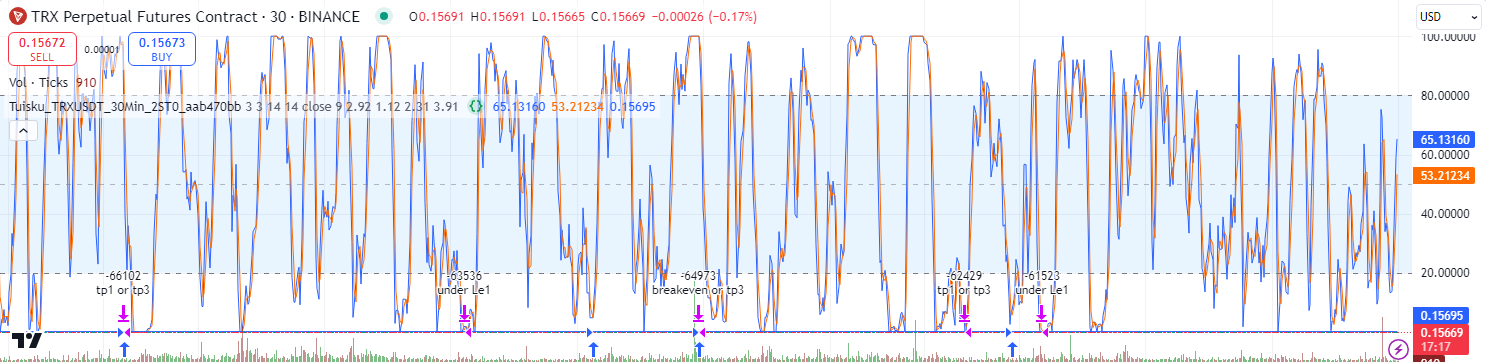 TRX Perpetual Futures Contract · 30 · BINANCE O0.15691 H0.15691 L0.15665 C0.15669 −0.00026 (−0.17%)
USD
0.15672
SELL
0.00001
0.15673
BUY
100.00000
Vol · Ticks 910
80.00000
Tuisku_TRXUSDT_30Min_2ST0_aab470bb 3 3 14 14 close 9 2.92 1.12 2.31 3.91 65.13160 53.21234 0.15695
65.13160
60.00000
53.21234
40.00000
20.00000
-66102
tp1 or tp3
-63536
under Le1
-64973
breakeven or tp3
-62429
tp1 or tp3
-61523
under Le1
0.15695
0.15669
17:17